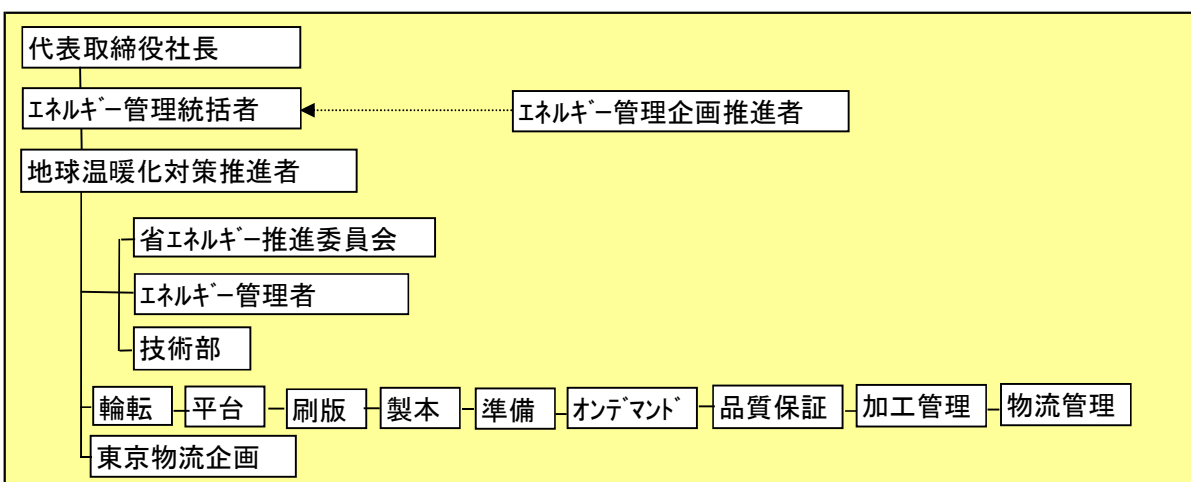 代表取締役社長
ｴﾈﾙｷﾞｰ管理統括者
ｴﾈﾙｷﾞｰ管理企画推進者
地球温暖化対策推進者
省ｴﾈﾙｷﾞｰ推進委員会
ｴﾈﾙｷﾞｰ管理者
技術部
輪転 平台 刷版 製本 準備 ｵﾝﾃﾞﾏﾝﾄﾞ 品質保証 加工管理 物流管理
東京物流企画